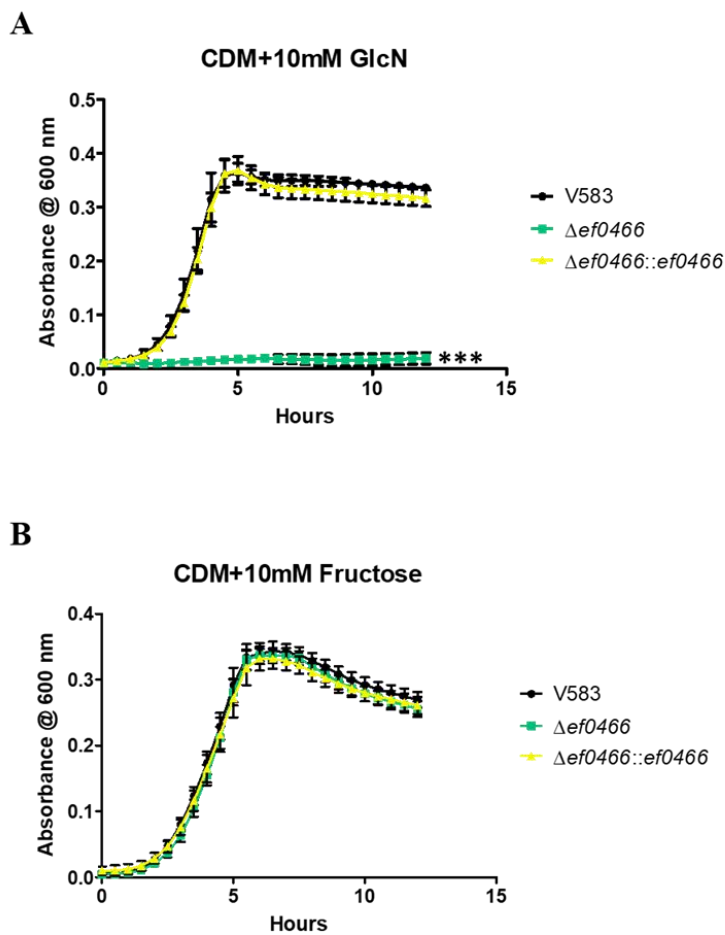 A
CDM+10mM GlcN
0.5
0.4
0.3
0.2
0.1
0.0
Absorbance @ 600 nm
0
5
10
15
Hours
***
V583
Δef0466
Δef0466::ef0466
B
CDM+10mM Fructose
0.4
0.3
0.2
0.1
0.0
Absorbance @ 600 nm
0
5
10
15
Hours
V583
Δef0466
Δef0466::ef0466